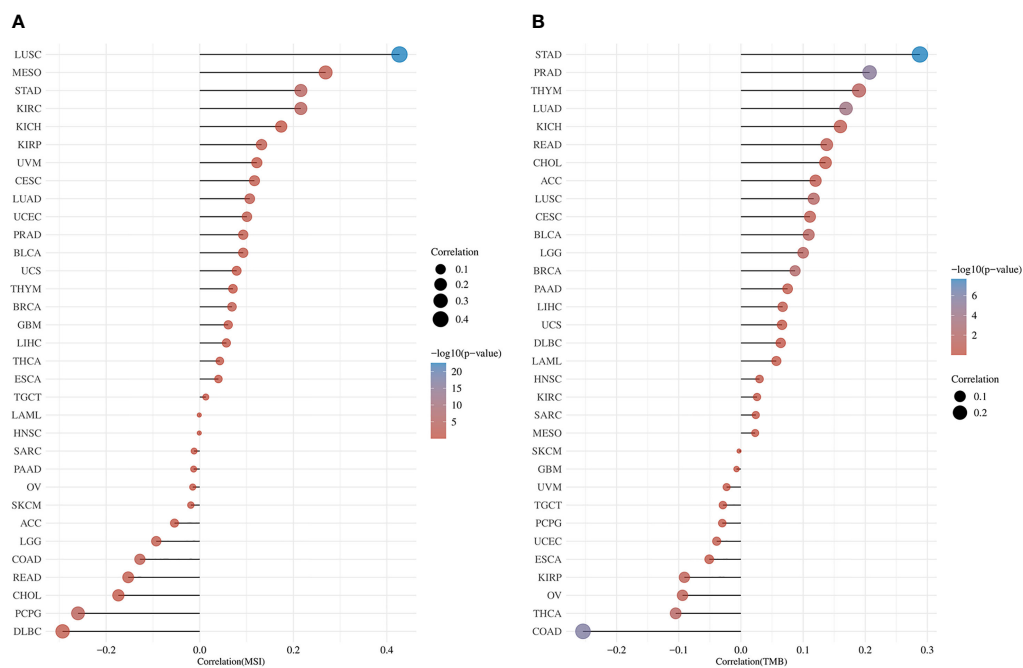 A
LUSC
MESO
STAD
KIRC
KICH
KIRP
UVM
CESC
LUAD
UCEC
PRAD
BLCA
UCS
THYM
BRCA
GBM
LIHC
THCA
ESCA
TGCT
LAML
HNSC
SARC
PAAD
OV
SKCM
ACC
LGG
COAD
READ
CHOL
PCPG
DLBC
−0.2 0.0 0.2 0.4
Correlation(MSI)
Correlation
0.1
0.2
0.3
0.4
−log10(p−value)
20
15
10
5
B
STAD
PRAD
THYM
LUAD
KICH
READ
CHOL
ACC
LUSC
CESC
BLCA
LGG
BRCA
PAAD
LIHC
UCS
DLBC
LAML
HNSC
KIRC
SARC
MESO
SKCM
GBM
UVM
TGCT
PCPG
UCEC
ESCA
KIRP
OV
THCA
COAD
−0.2 −0.1 0.0 0.1 0.2 0.3
Correlation(TMB)
−log10(p−value)
6
4
2
Correlation
0.1
0.2